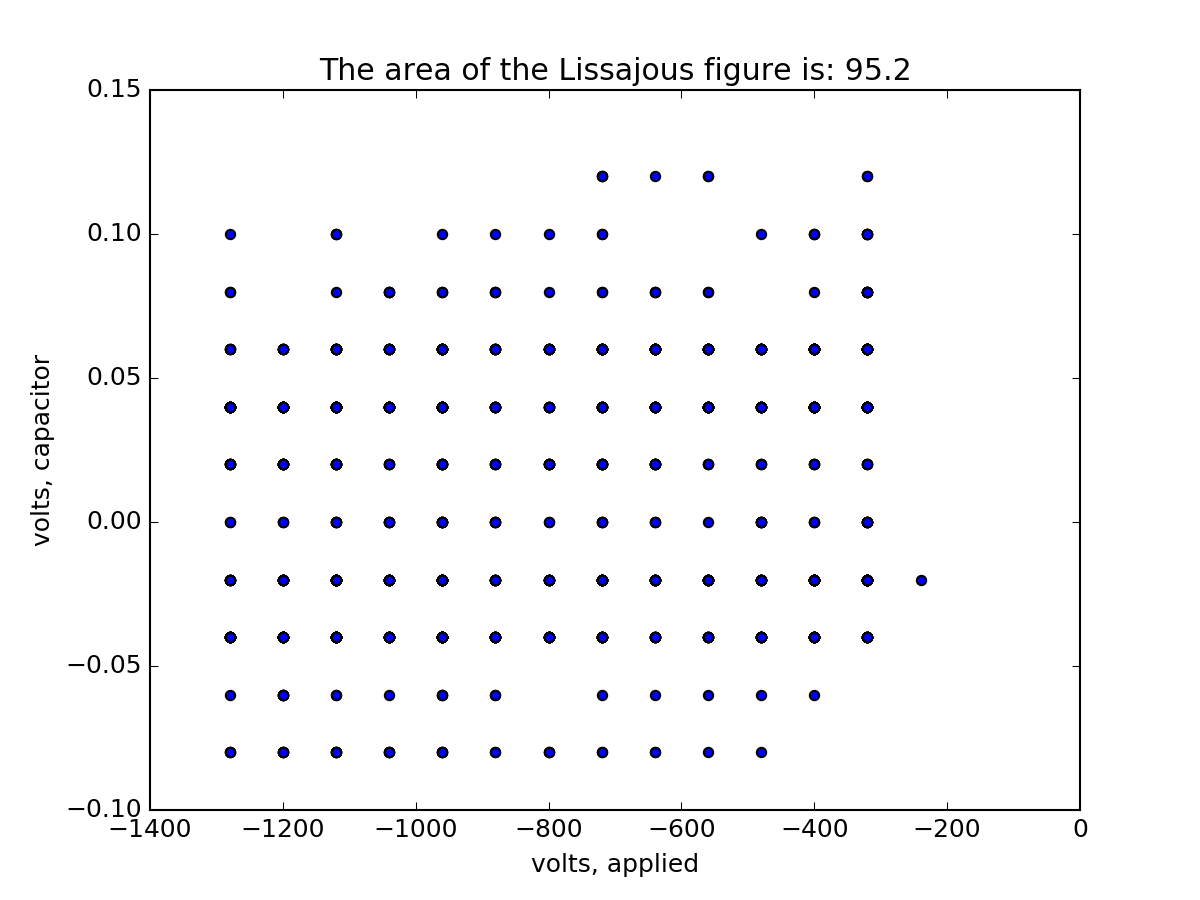 The area of the Lissajous figure is: 95.2
0.15
0.10
0.05
0.00
−0.05
−0.10
−1400 −1200 −1000 −800 −600 −400 −200 0
volts, capacitor
volts, applied